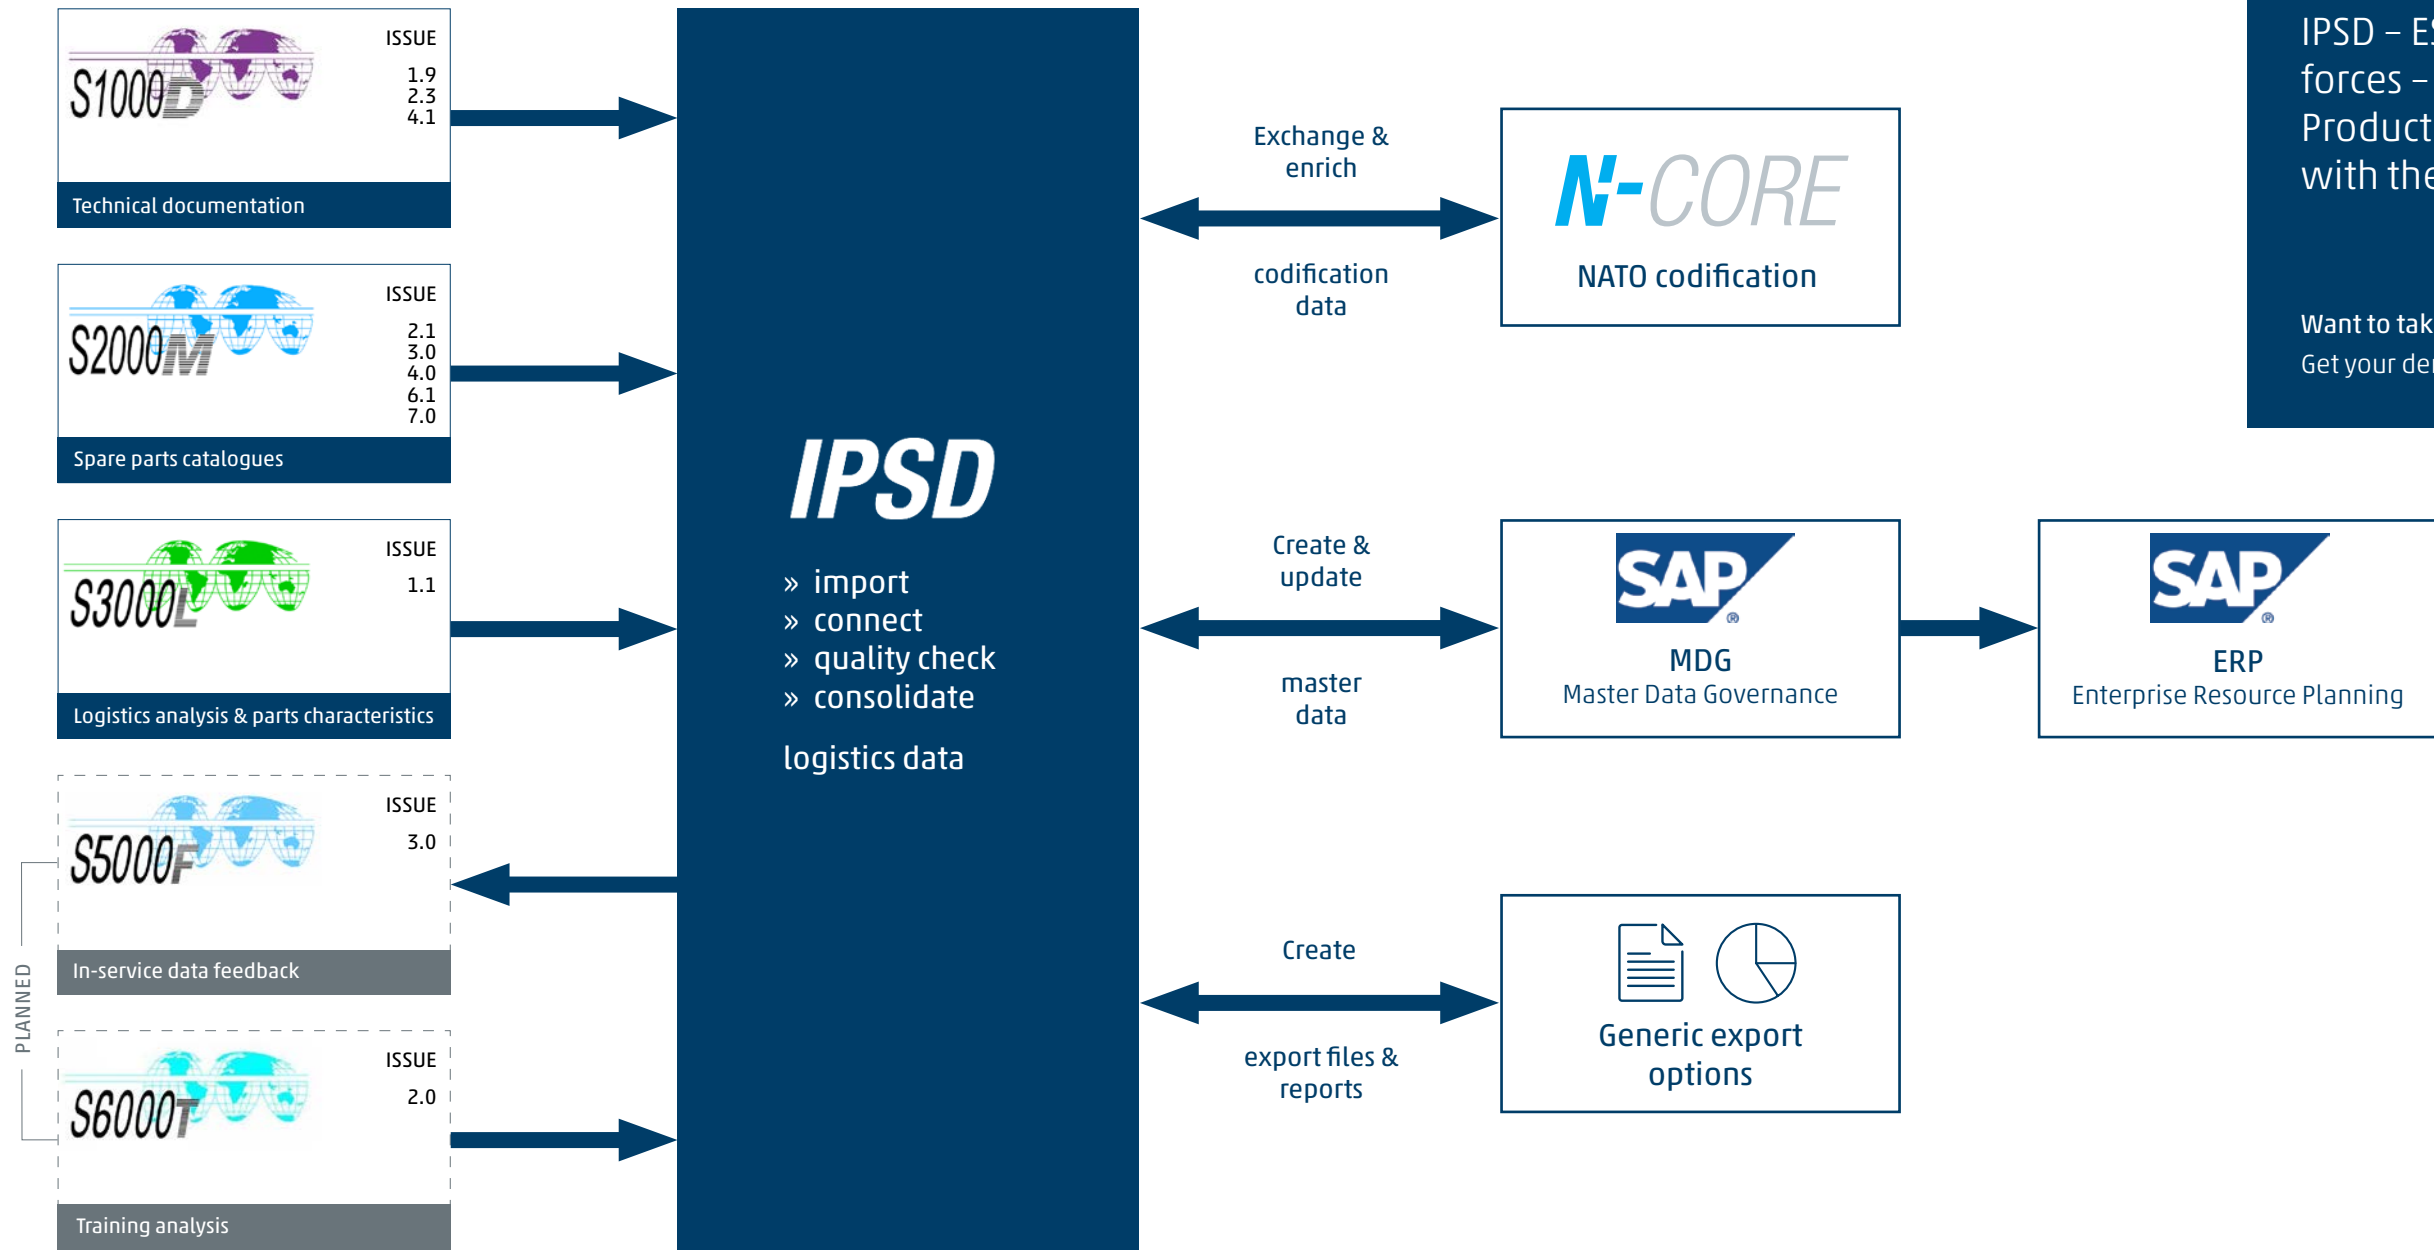 S1000D
ISSUE
1.9
2.3
4.1
Technical documentation
S2000M
ISSUE
2.1
3.0
4.0
6.1
7.0
Spare parts catalogues
S3000L
ISSUE
1.1
Logistics analysis & parts characteristics
PLANNED
S5000F
ISSUE
3.0
In-service data feedback
S6000T
ISSUE
2.0
Training analysis
IPSD
» import
» connect
» quality check
» consolidate
logistics data
Exchange &
enrich
codification
data
N-CORE
NATO codification
Create &
update
master
data
SAP
®
MDG
Master Data Governance
SAP
®
ERP
Enterprise Resource Planning
Create
export files &
reports
Generic export
options
IPSD –
forces –
Product
with the
Want to
Get your